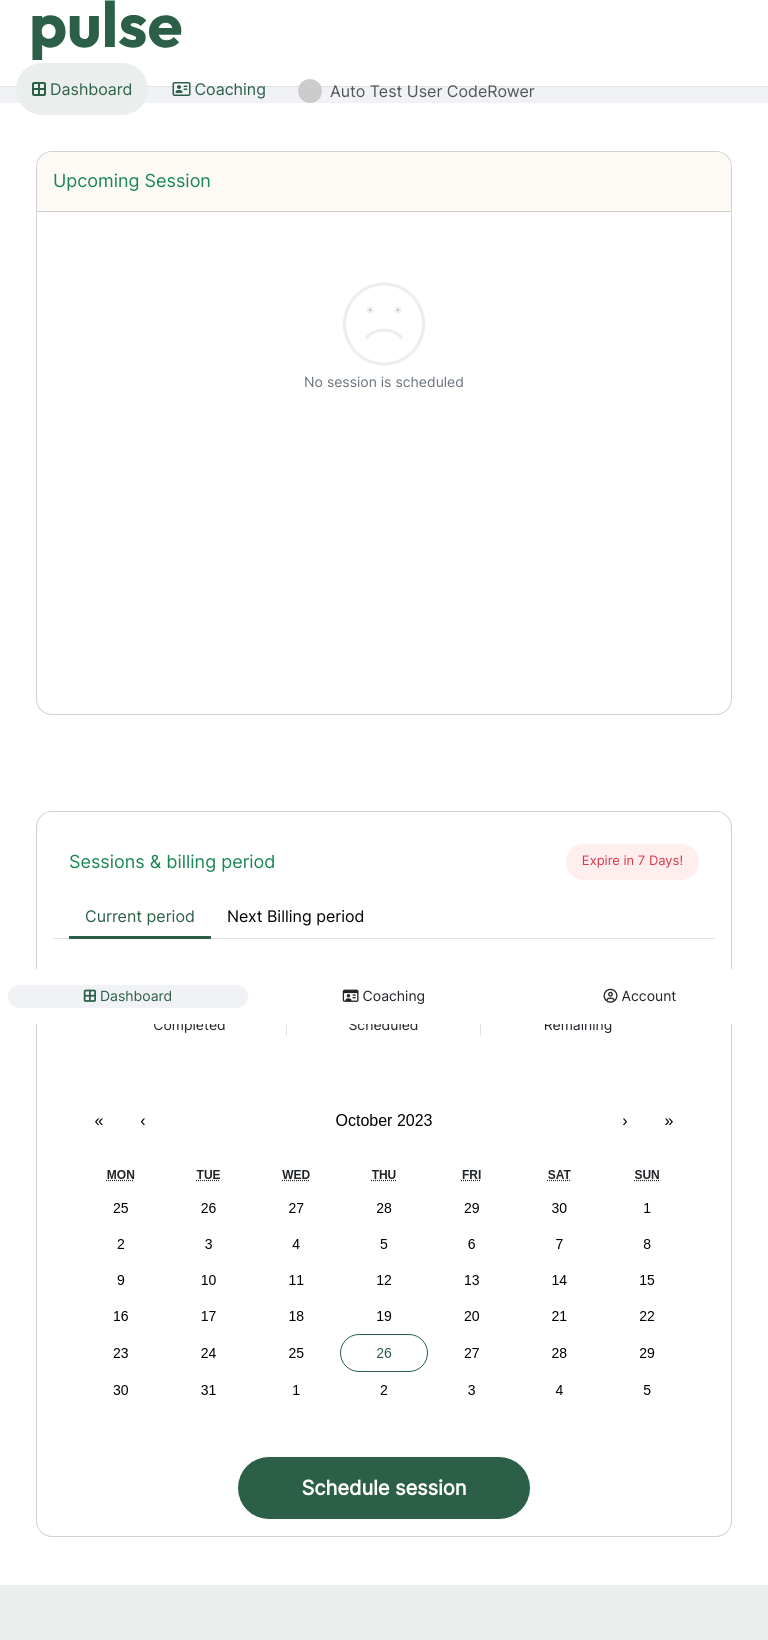 pulse
Dashboard
Coaching
Auto Test User CodeRower
Upcoming Session
No session is scheduled
Sessions & billing period
Expire in 7 Days!
Current period
Next Billing period
Dashboard
Coaching
Account
Completed
Scheduled
Remaining
« ‹ October 2023 › »
MON TUE WED THU FRI SAT SUN
25 26 27 28 29 30 1
2 3 4 5 6 7 8
9 10 11 12 13 14 15
16 17 18 19 20 21 22
23 24 25 26 27 28 29
30 31 1 2 3 4 5
Schedule session